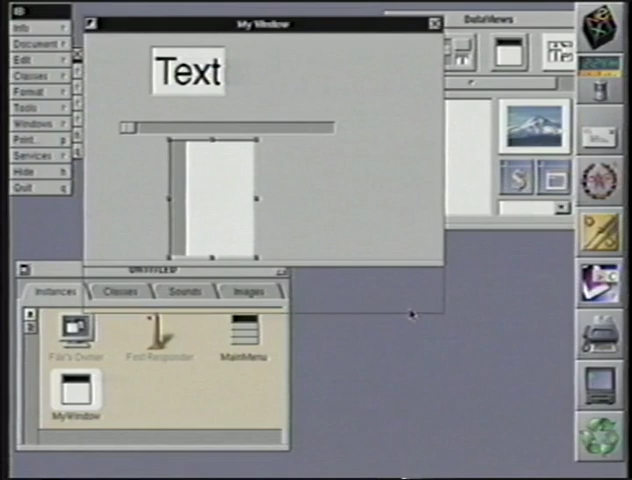 IB
Info r
Document r
Edit r
Classes r
Format r
Tools r
Windows r
Print... p
Services r
Hide h
Quit q
My Window
Text
DataViews
UNTITLED
Instances Classes Sounds Images
File's Owner First Responder MainMenu
MyWindow
$